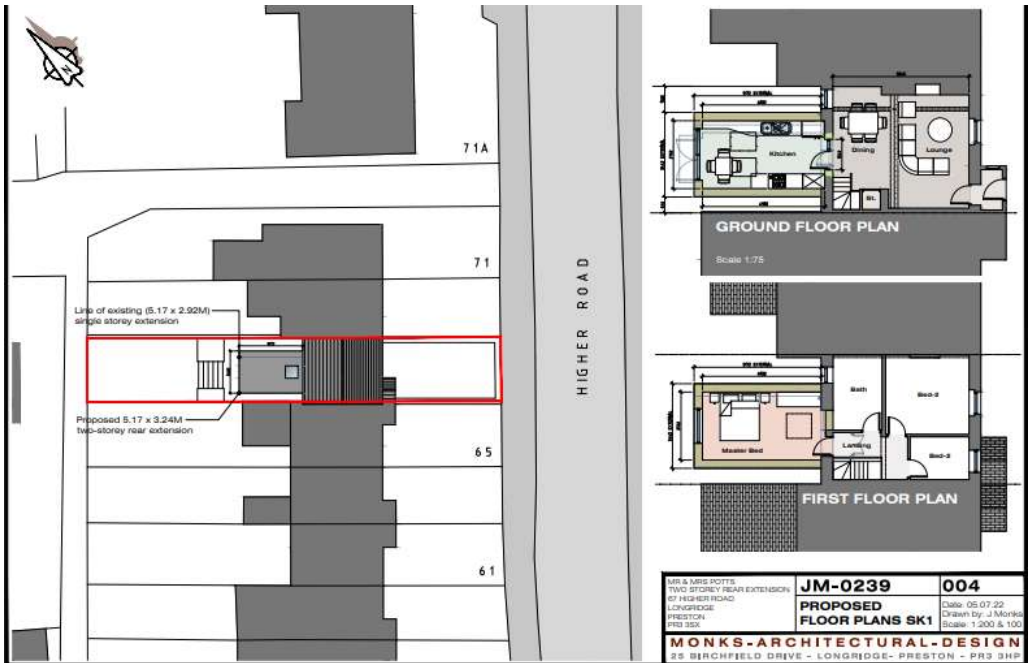 N
71A
71
Line of existing (5.17 x 2.92M)
single storey extension
Proposed 5.17 x 3.24M
two-storey rear extension
65
61
HIGHER ROAD
Kitchen
Dining
Lounge
St.
GROUND FLOOR PLAN
Scale 1:75
Bath
Bed-2
Master Bed
Landing
Bed-3
FIRST FLOOR PLAN
MR & MRS POTTS
TWO STOREY REAR EXTENSION
67 HIGHER ROAD
LONGRIDGE
PRESTON
PR3 3SX
JM-0239
004
PROPOSED
FLOOR PLANS SK1
Date: 05.07.22
Drawn by: J Monks
Scale: 1:200 & 100
MONKS-ARCHITECTURAL-DESIGN
25 BIRCHFIELD DRIVE - LONGRIDGE- PRESTON - PR3 3HP